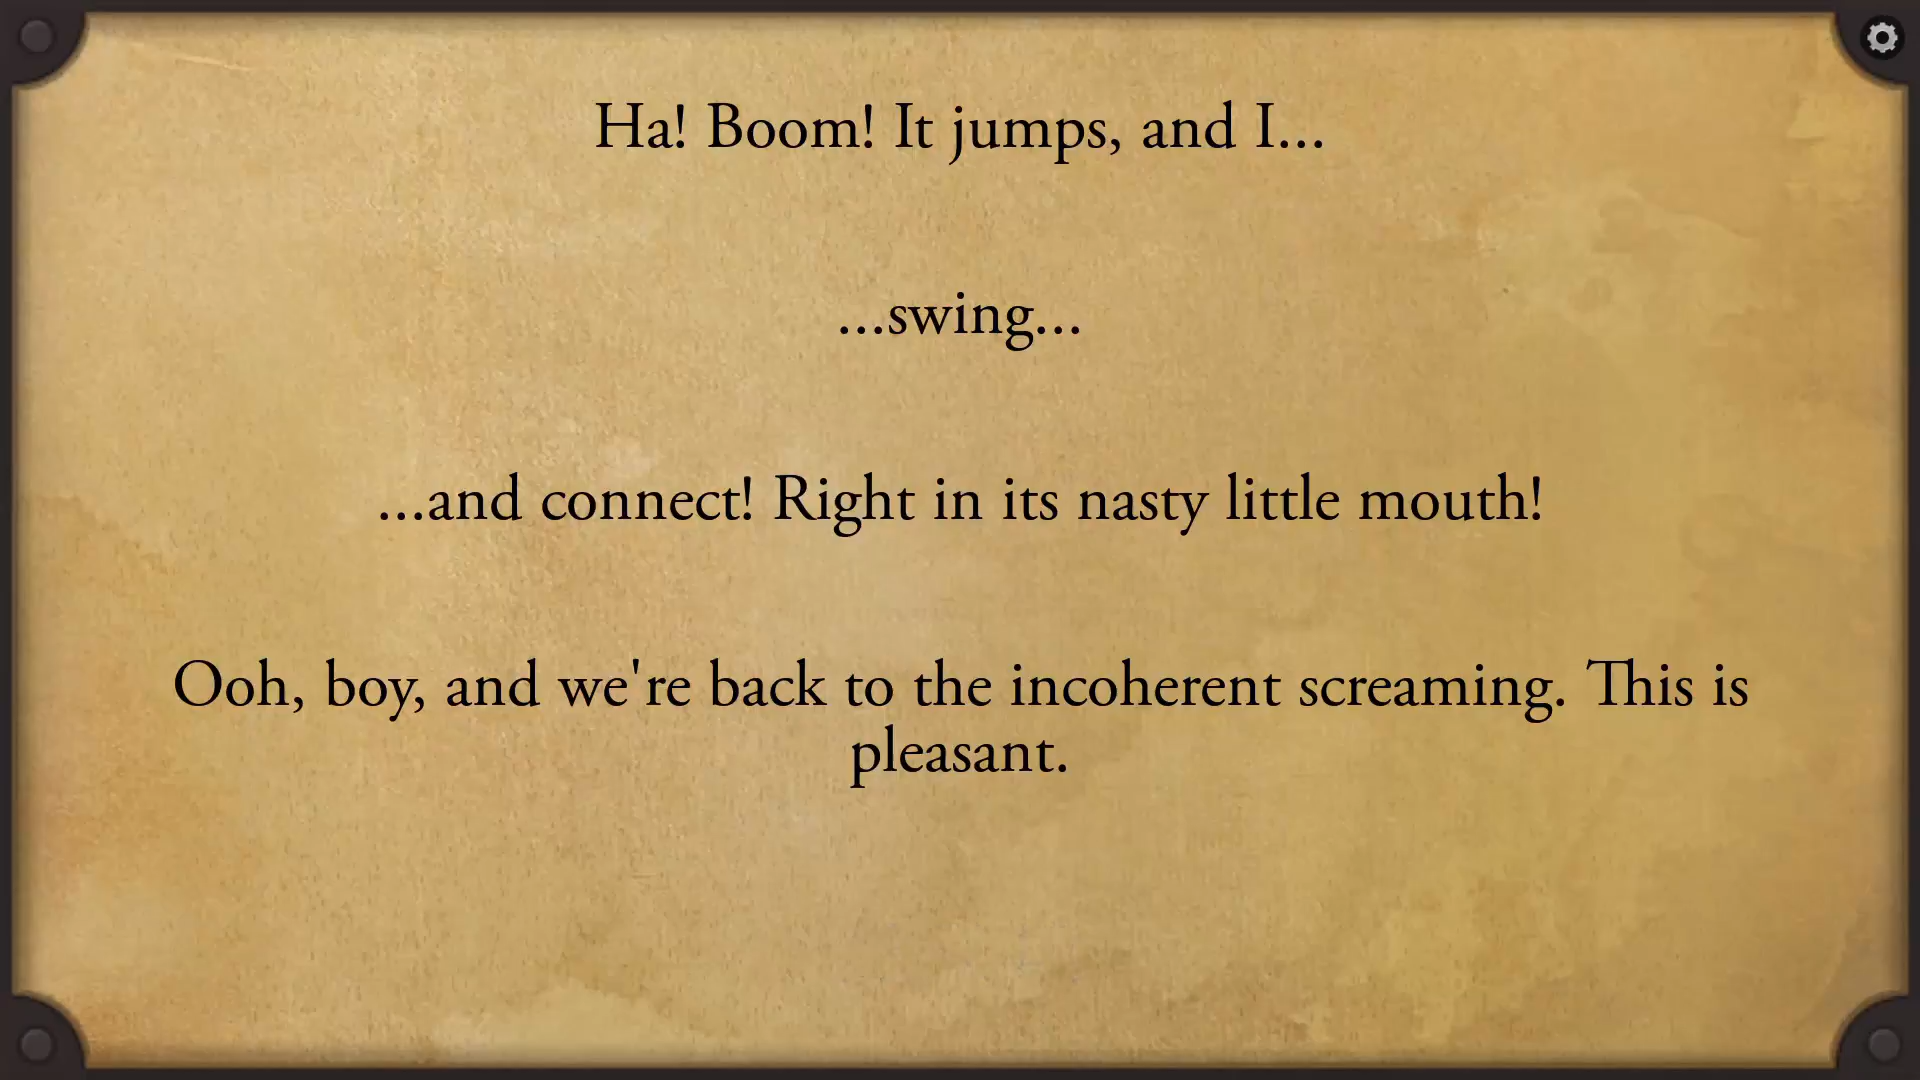 Ha! Boom! It jumps, and I...
...swing...
...and connect! Right in its nasty little mouth!
Ooh, boy, and we're back to the incoherent screaming. This is
pleasant.